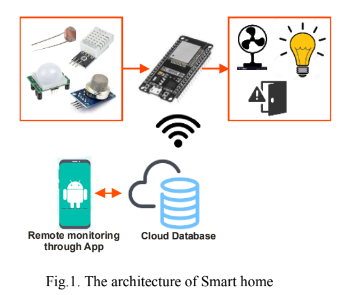 Remote monitoring
through App
Cloud Database
Fig.1. The architecture of Smart home